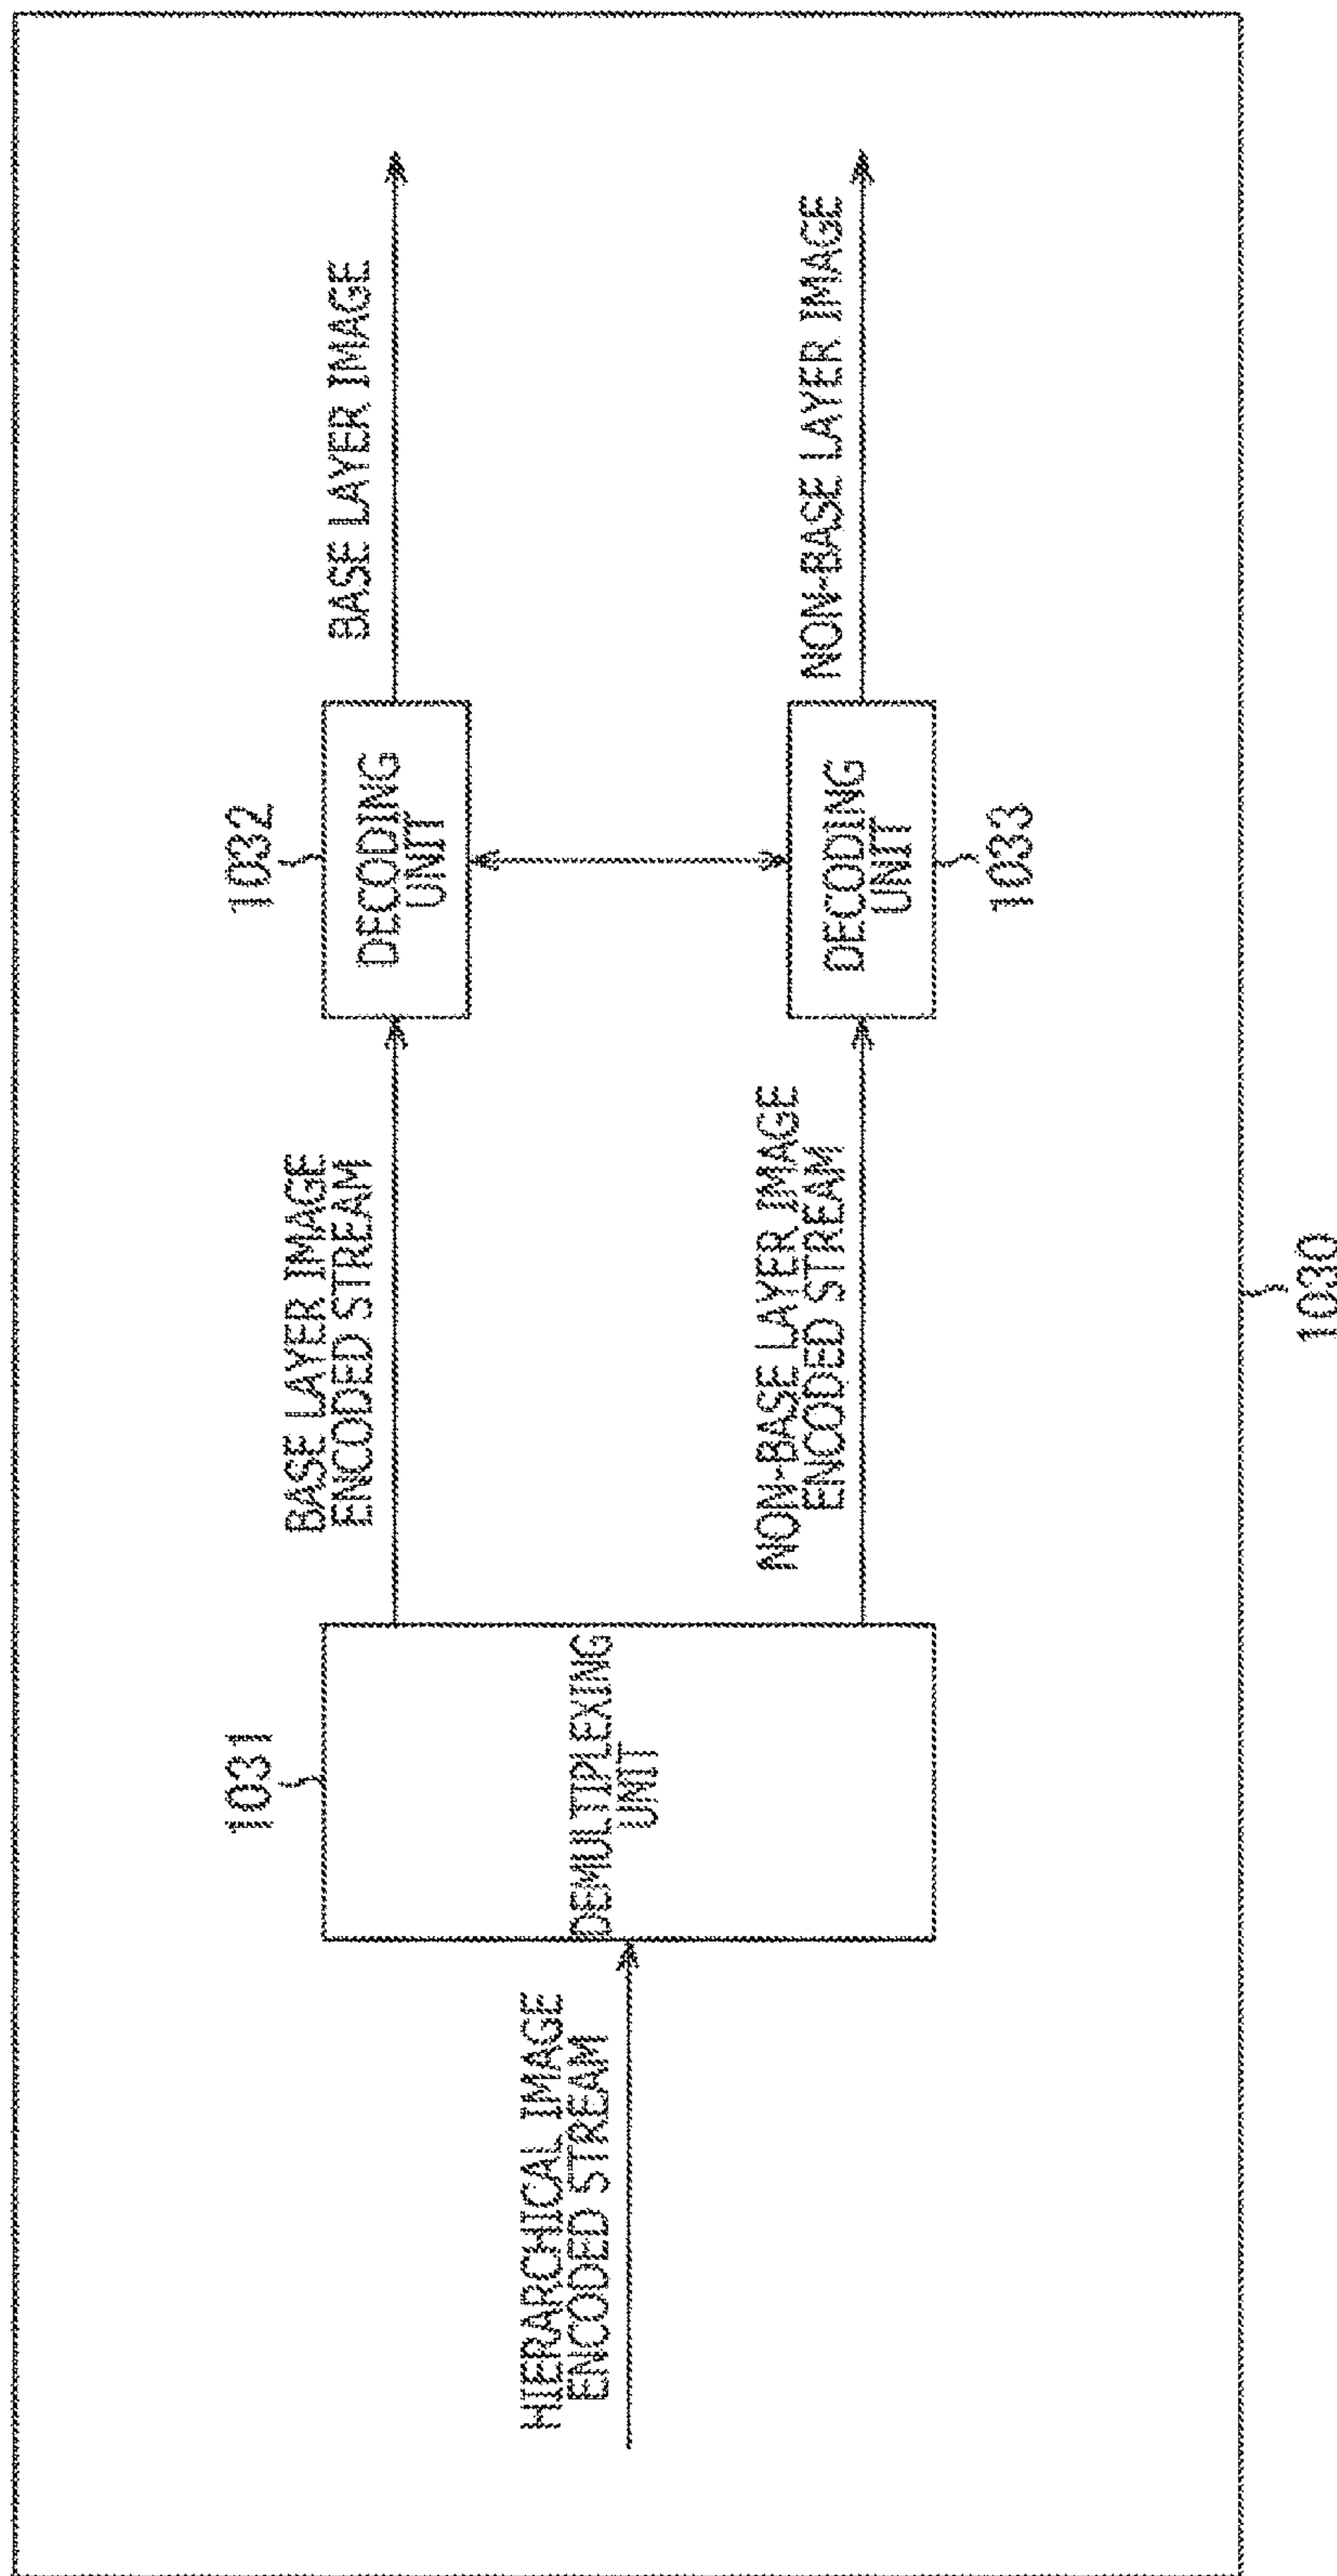 HIERARCHICAL IMAGE
ENCODED STREAM
1031
DEMULTIPLEXING
UNIT
BASE LAYER IMAGE
ENCODED STREAM
NON-BASE LAYER IMAGE
ENCODED STREAM
1032
DECODING
UNIT
DECODING
UNIT
1033
BASE LAYER IMAGE
NON-BASE LAYER IMAGE
1030